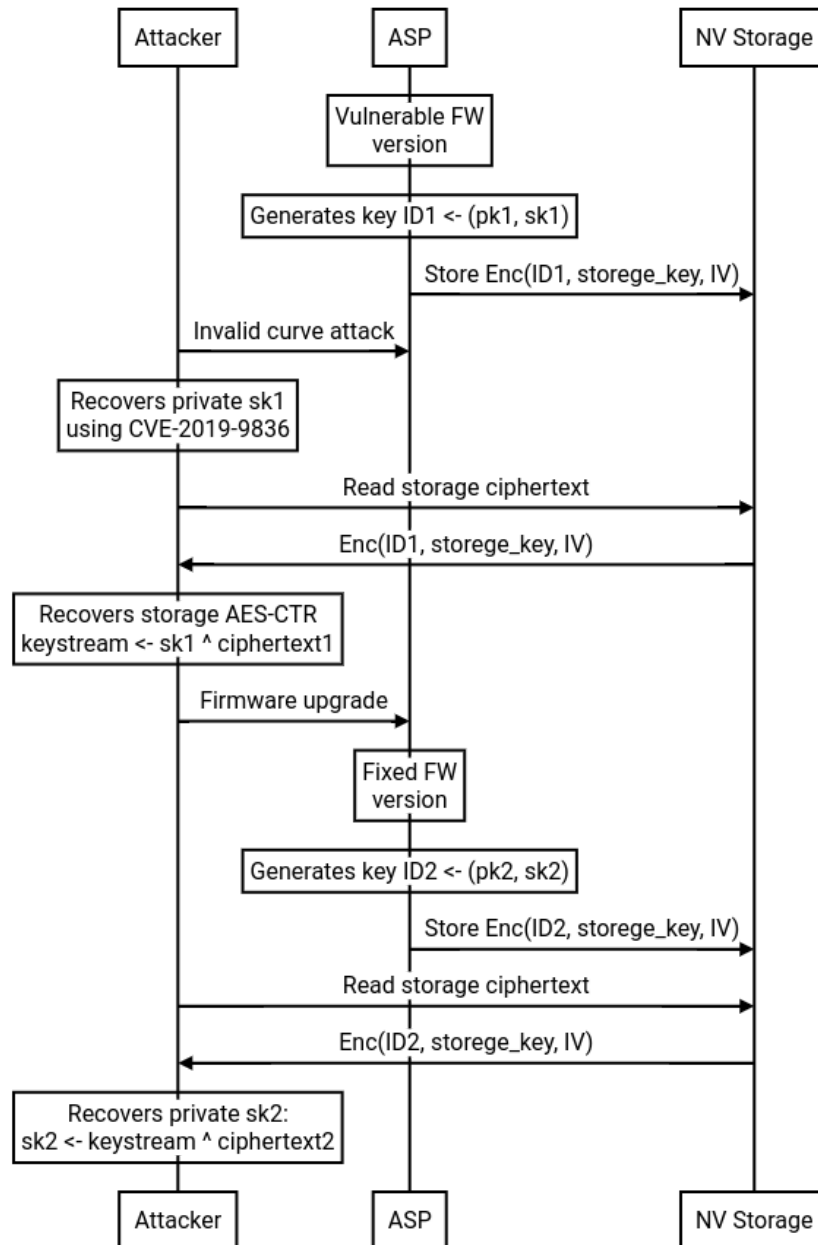 Attacker
ASP
NV Storage
Vulnerable FW
version
Generates key ID1 <- (pk1, sk1)
Store Enc(ID1, storege_key, IV)
Invalid curve attack
Recovers private sk1
using CVE-2019-9836
Read storage ciphertext
Enc(ID1, storege_key, IV)
Recovers storage AES-CTR
keystream <- sk1 ^ ciphertext1
Firmware upgrade
Fixed FW
version
Generates key ID2 <- (pk2, sk2)
Store Enc(ID2, storege_key, IV)
Read storage ciphertext
Enc(ID2, storege_key, IV)
Recovers private sk2:
sk2 <- keystream ^ ciphertext2
Attacker
ASP
NV Storage